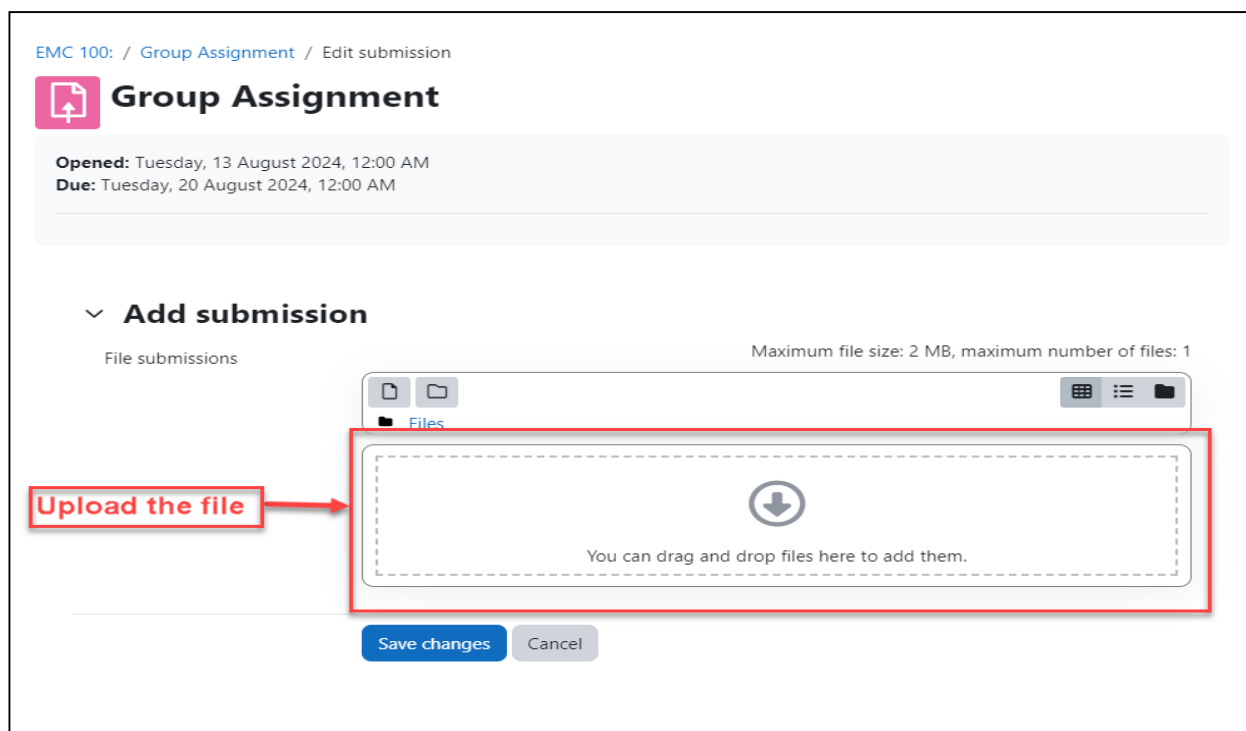 EMC 100: / Group Assignment / Edit submission
Group Assignment
Opened: Tuesday, 13 August 2024, 12:00 AM
Due: Tuesday, 20 August 2024, 12:00 AM
Add submission
File submissions
Maximum file size: 2 MB, maximum number of files: 1
Files
Upload the file
You can drag and drop files here to add them.
Save changes
Cancel